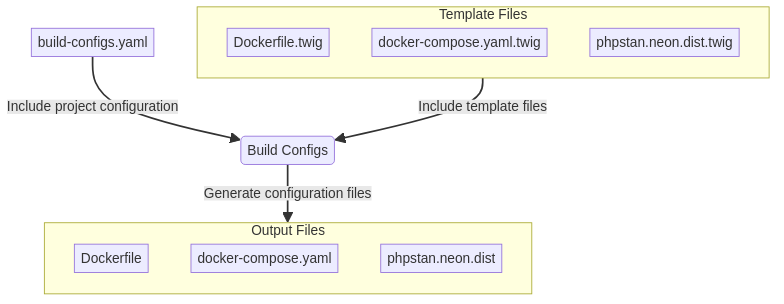 Template Files
build-configs.yaml
Dockerfile.twig
docker-compose.yaml.twig
phpstan.neon.dist.twig
Include project configuration
Include template files
Build Configs
Generate configuration files
Output Files
Dockerfile
docker-compose.yaml
phpstan.neon.dist